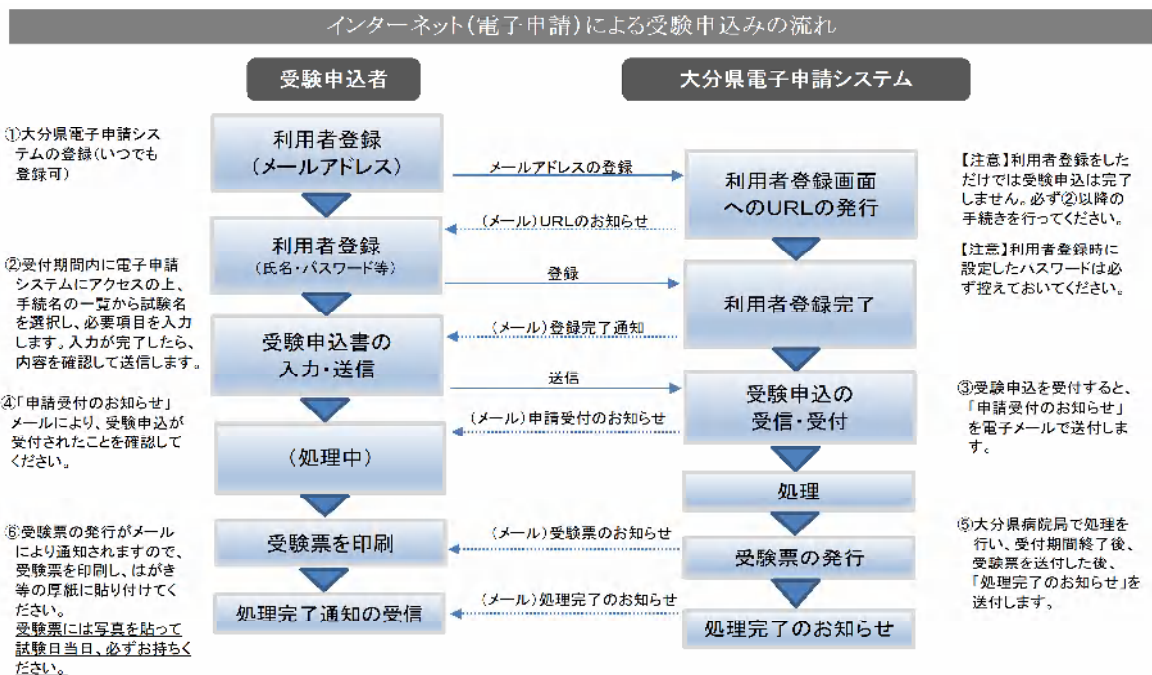 インターネット(電子申請)による受験申込みの流れ
受験申込者
大分県電子申請システム
①大分県電子申請シス
テムの登録(いつでも
登録可)
利用者登録
(メールアドレス)
メールアドレスの登録
利用者登録画面
へのURLの発行
【注意】利用者登録をした
だけでは受験申込は完了
しません。必ず②以降の
手続きを行ってください。
(メール)URLのお知らせ
利用者登録
(氏名・パスワード等)
【注意】利用者登録時に
設定したパスワードは必
ず控えておいてください。
②受付期間内に電子申請
システムにアクセスの上、
手続名の一覧から試験名
を選択し、必要項目を入力
します。入力が完了したら、
内容を確認して送信します。
登録
利用者登録完了
(メール)登録完了通知
受験申込書の
入力・送信
送信
受験申込の
受信・受付
③受験申込を受付すると、
「申請受付のお知らせ」
を電子メールで送付しま
す。
④「申請受付のお知らせ」
メールにより、受験申込が
受付されたことを確認して
ください。
(メール)申請受付のお知らせ
(処理中)
処理
⑤大分県病院局で処理を
行い、受付期間終了後、
受験票を送付した後、
「処理完了のお知らせ」を
送付します。
⑥受験票の発行がメール
により通知されますので、
受験票を印刷し、はがき
等の厚紙に貼り付けてく
ださい。
受験票には写真を貼って
試験日当日、必ずお持ちく
ださい。
受験票を印刷
(メール)受験票のお知らせ
受験票の発行
処理完了通知の受信
(メール)処理完了のお知らせ
処理完了のお知らせ